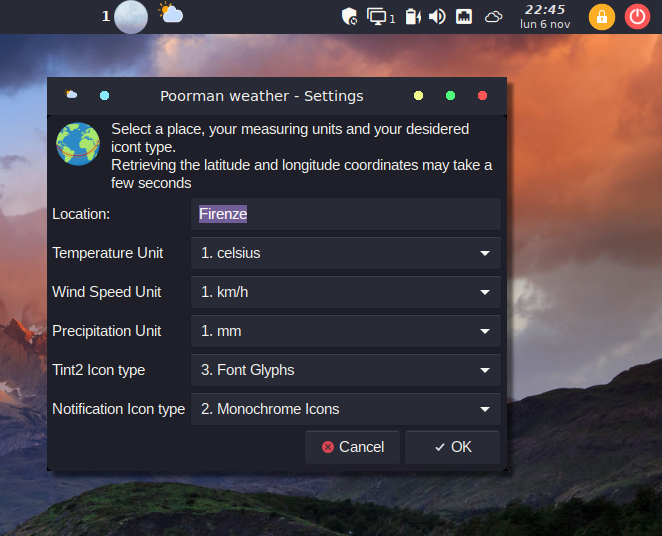 1
1
22:45
lun 6 nov
Poorman weather - Settings
Select a place, your measuring units and your desidered
icont type.
Retrieving the latitude and longitude coordinates may take a
few seconds
Location: Firenze
Temperature Unit 1. celsius
Wind Speed Unit 1. km/h
Precipitation Unit 1. mm
Tint2 Icon type 3. Font Glyphs
Notification Icon type 2. Monochrome Icons
Cancel OK